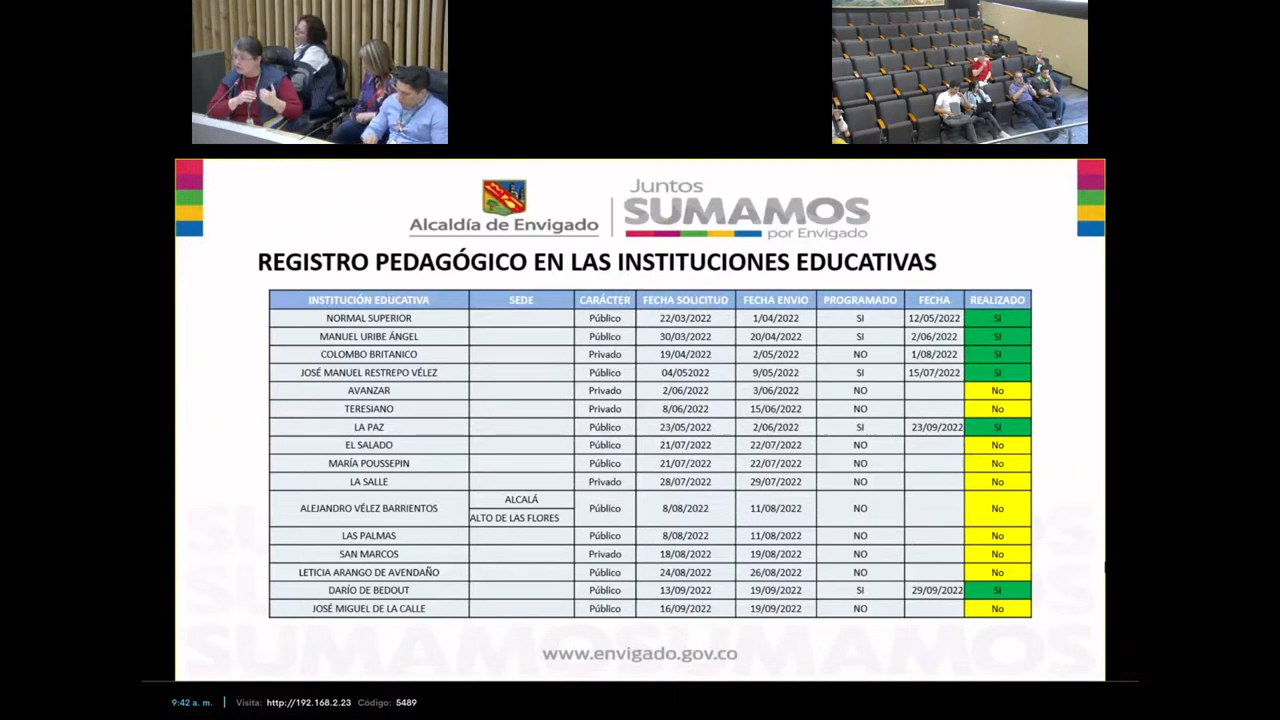 Alcaldía de Envigado
Juntos
SUMAMOS
por Envigado
REGISTRO PEDAGÓGICO EN LAS INSTITUCIONES EDUCATIVAS
INSTITUCIÓN EDUCATIVA SEDE CARÁCTER FECHA SOLICITUD FECHA ENVIO PROGRAMADO FECHA REALIZADO
NORMAL SUPERIOR Público 22/03/2022 1/04/2022 SI 12/05/2022 SI
MANUEL URIBE ÁNGEL Público 30/03/2022 20/04/2022 SI 2/06/2022 SI
COLOMBO BRITANICO Privado 19/04/2022 2/05/2022 NO 1/08/2022 SI
JOSÉ MANUEL RESTREPO VÉLEZ Público 04/052022 9/05/2022 SI 15/07/2022 SI
AVANZAR Privado 2/06/2022 3/06/2022 NO No
TERESIANO Privado 8/06/2022 15/06/2022 NO No
LA PAZ Público 23/05/2022 2/06/2022 SI 23/09/2022 SI
EL SALADO Público 21/07/2022 22/07/2022 NO No
MARÍA POUSSEPIN Público 21/07/2022 22/07/2022 NO No
LA SALLE Privado 28/07/2022 29/07/2022 NO No
ALEJANDRO VÉLEZ BARRIENTOS ALCALÁ Público 8/08/2022 11/08/2022 NO No
ALTO DE LAS FLORES
LAS PALMAS Público 8/08/2022 11/08/2022 NO No
SAN MARCOS Privado 18/08/2022 19/08/2022 NO No
LETICIA ARANGO DE AVENDAÑO Público 24/08/2022 26/08/2022 NO No
DARÍO DE BEDOUT Público 13/09/2022 19/09/2022 SI 29/09/2022 SI
JOSÉ MIGUEL DE LA CALLE Público 16/09/2022 19/09/2022 NO No
SUMAMOSSUMAMOS
www.envigado.gov.co
9:42 a. m. Visita: http://192.168.2.23 Código: 5489